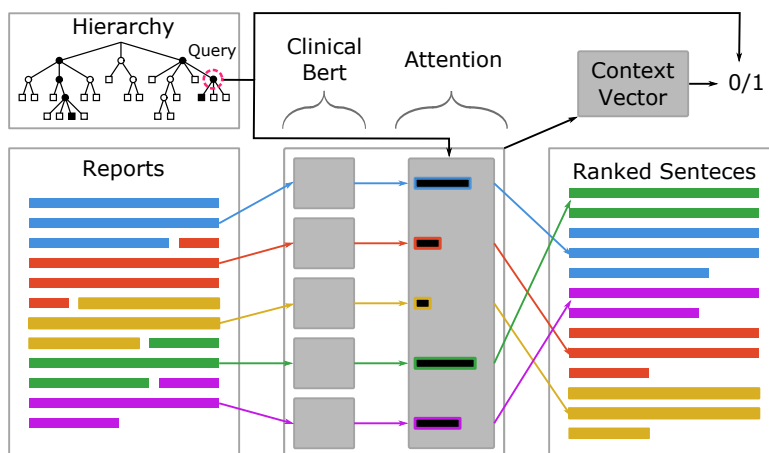 Hierarchy
Query
Clinical
Bert
Attention
Context
Vector
0/1
Reports
Ranked Senteces